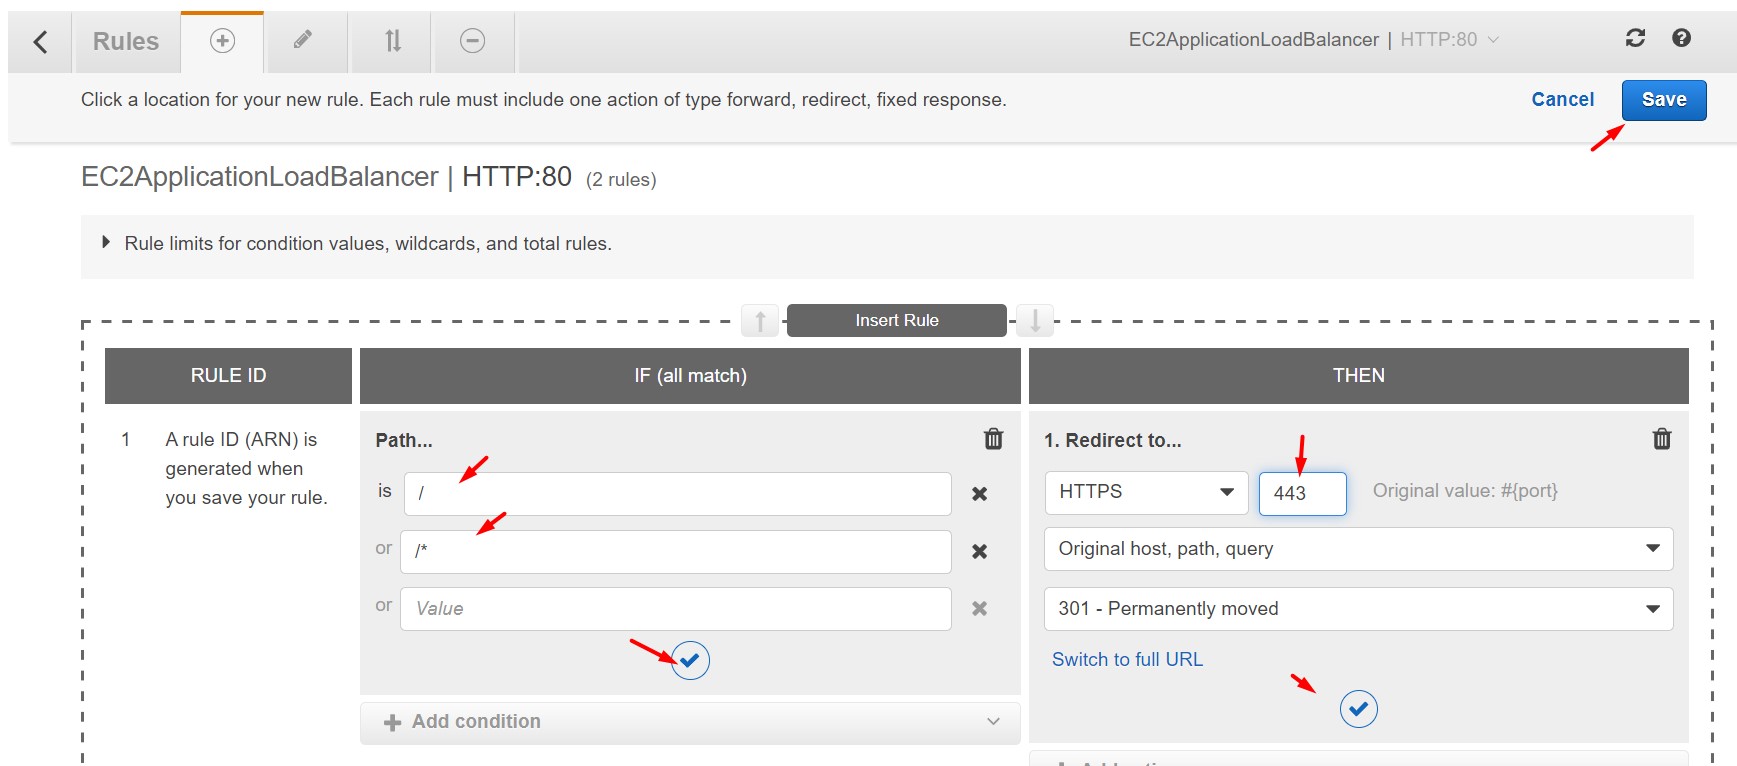 Rules
EC2ApplicationLoadBalancer | HTTP:80
Click a location for your new rule. Each rule must include one action of type forward, redirect, fixed response.
Cancel
Save
EC2ApplicationLoadBalancer | HTTP:80 (2 rules)
Rule limits for condition values, wildcards, and total rules.
Insert Rule
RULE ID
IF (all match)
THEN
1
A rule ID (ARN) is
generated when
you save your rule.
Path...
is /
or /*
or Value
Add condition
1. Redirect to...
HTTPS
443
Original value: #{port}
Original host, path, query
301 - Permanently moved
Switch to full URL